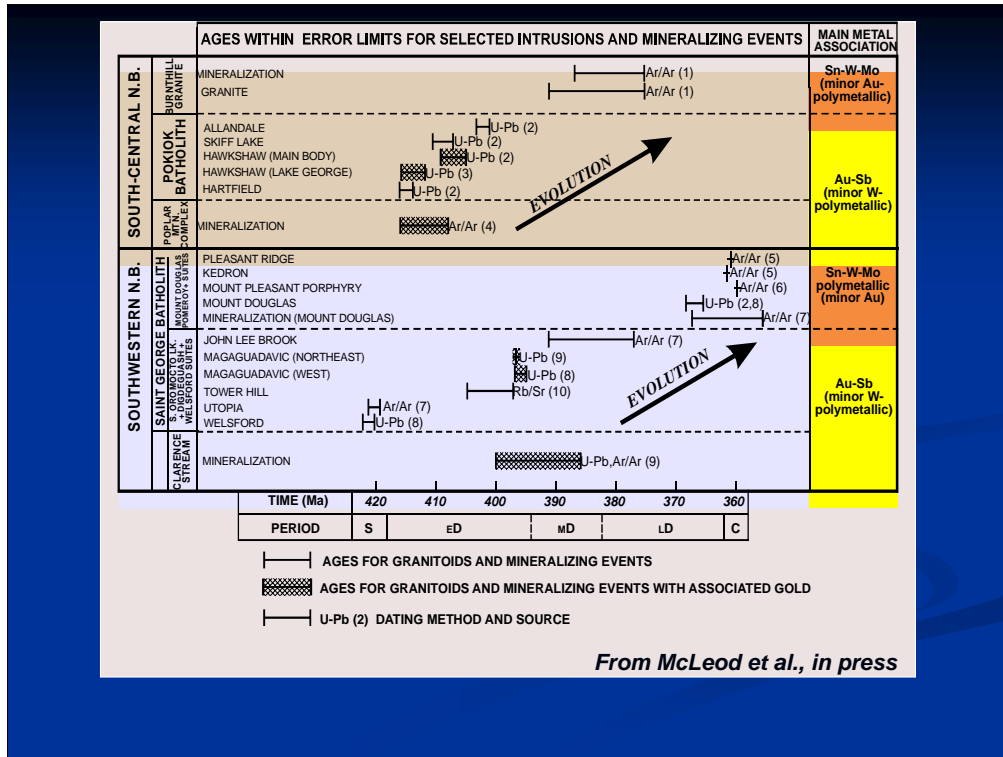 AGES WITHIN ERROR LIMITS FOR SELECTED INTRUSIONS AND MINERALIZING EVENTS
MAIN METAL
ASSOCIATION
SOUTH-CENTRAL N.B.
BURNTHILL
GRANITE
MINERALIZATION Ar/Ar (1)
GRANITE Ar/Ar (1)
Sn-W-Mo
(minor Au-
polymetallic)
POKIOK
BATHOLITH
ALLANDALE U-Pb (2)
SKIFF LAKE U-Pb (2)
HAWKSHAW (MAIN BODY) U-Pb (2)
HAWKSHAW (LAKE GEORGE) U-Pb (3)
HARTFIELD U-Pb (2)
EVOLUTION
Au-Sb
(minor W-
polymetallic)
POPLAR
MTN.
COMPLEX
MINERALIZATION Ar/Ar (4)
SOUTHWESTERN N.B.
SAINT GEORGE BATHOLITH
MOUNT DOUGLAS
POMEROY+ SUITES
PLEASANT RIDGE Ar/Ar (5)
KEDRON Ar/Ar (5)
MOUNT PLEASANT PORPHYRY Ar/Ar (6)
MOUNT DOUGLAS U-Pb (2,8)
MINERALIZATION (MOUNT DOUGLAS) Ar/Ar (7)
Sn-W-Mo
polymetallic
(minor Au)
S. OROMOCTO LK.
+ DIGDEGUASH +
WELSFORD SUITES
JOHN LEE BROOK Ar/Ar (7)
MAGAGUADAVIC (NORTHEAST) U-Pb (9)
MAGAGUADAVIC (WEST) U-Pb (8)
TOWER HILL Rb/Sr (10)
UTOPIA Ar/Ar (7)
WELSFORD U-Pb (8)
EVOLUTION
Au-Sb
(minor W-
polymetallic)
CLARENCE
STREAM
MINERALIZATION U-Pb,Ar/Ar (9)
TIME (Ma) 420 410 400 390 380 370 360
PERIOD S ED MD LD C
AGES FOR GRANITOIDS AND MINERALIZING EVENTS
AGES FOR GRANITOIDS AND MINERALIZING EVENTS WITH ASSOCIATED GOLD
U-Pb (2) DATING METHOD AND SOURCE
From McLeod et al., in press